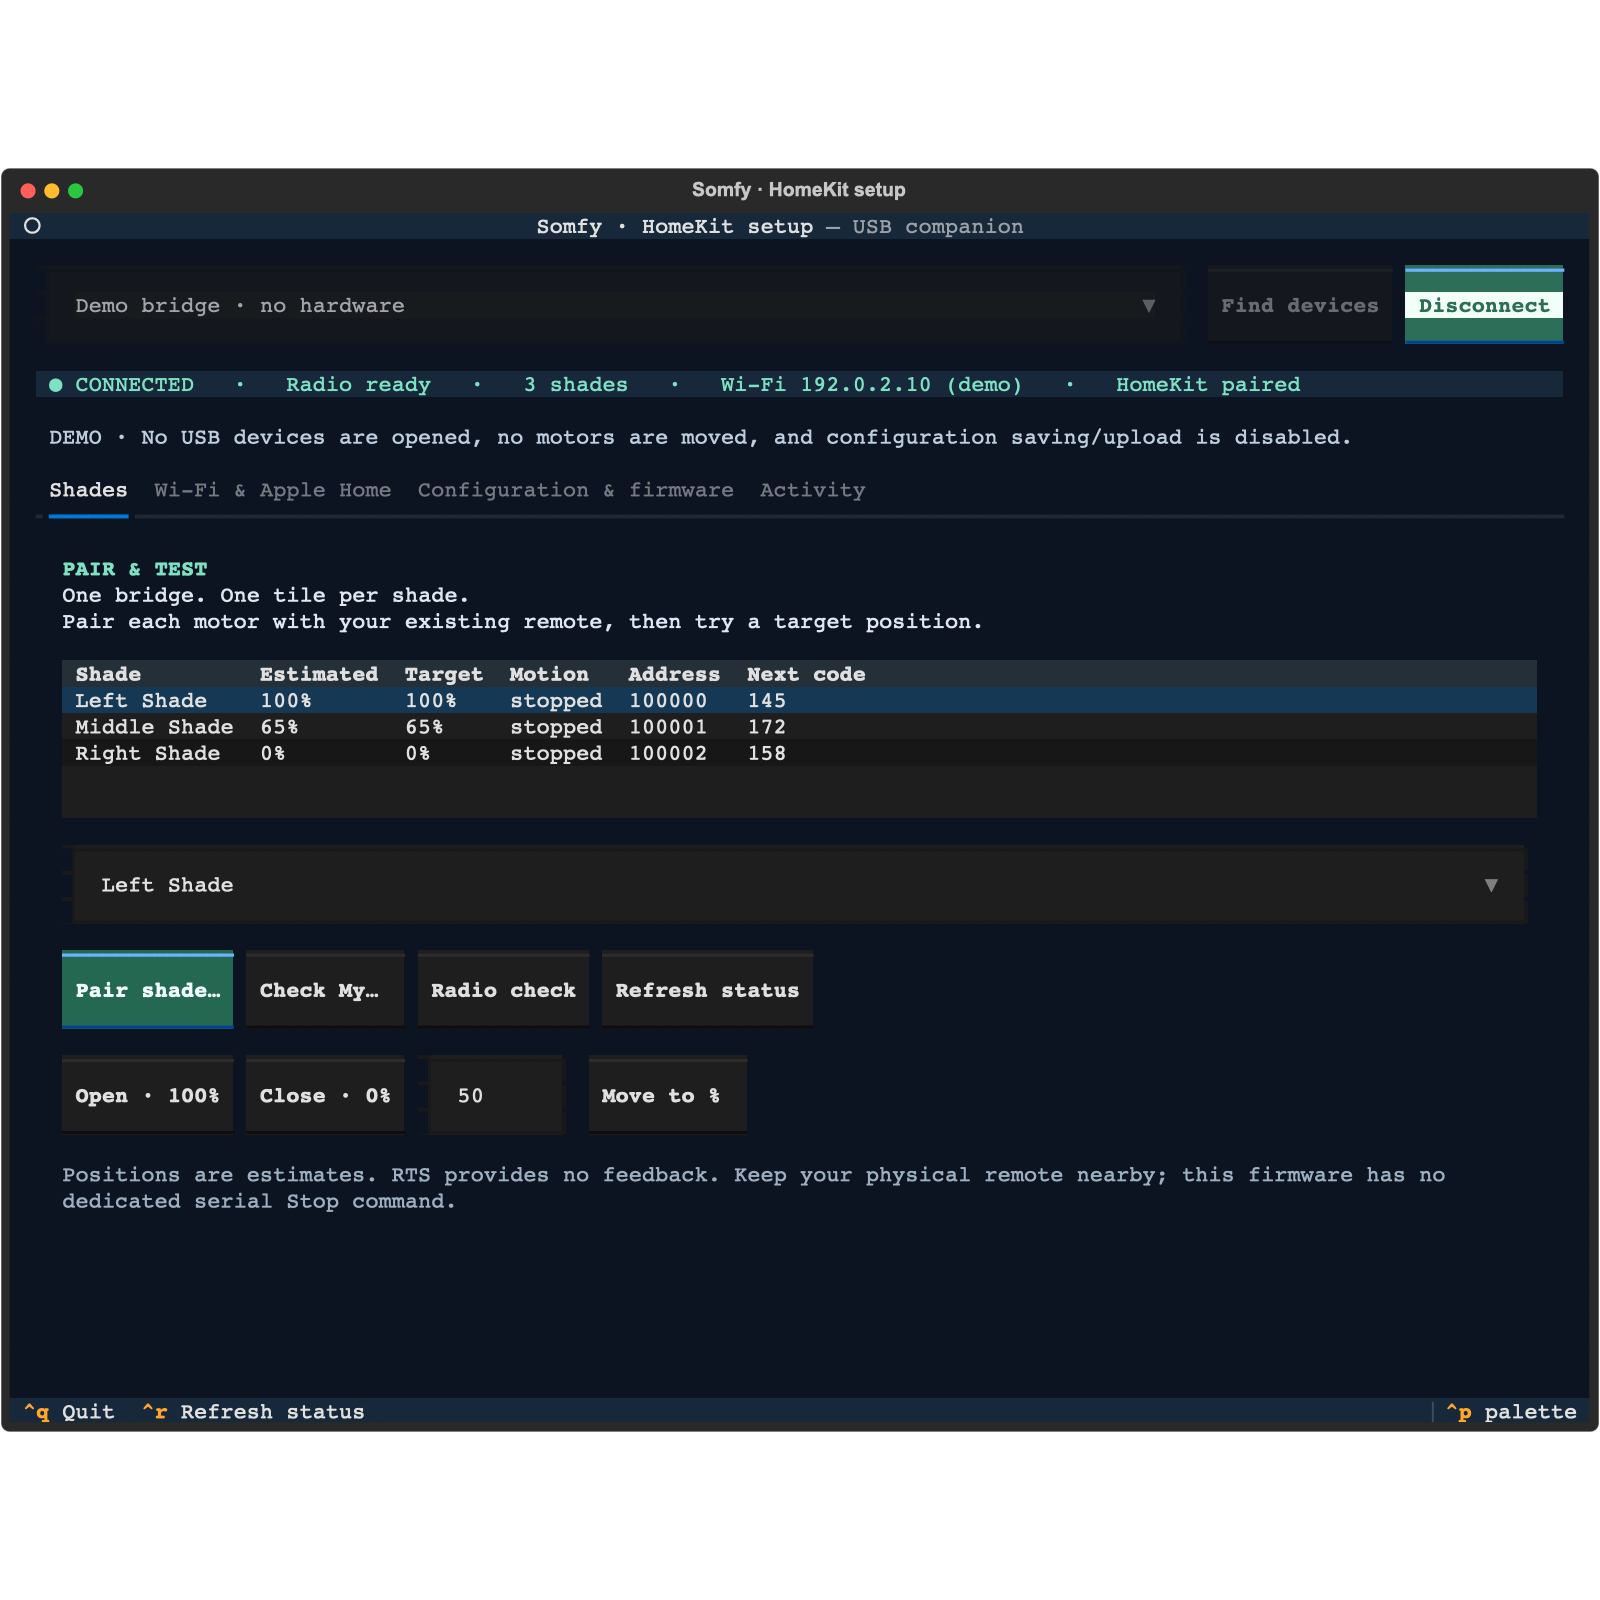 Somfy · HomeKit setup
Somfy · HomeKit setup — USB companion
Demo bridge · no hardware ▼ Find devices Disconnect
● CONNECTED · Radio ready · 3 shades · Wi-Fi 192.0.2.10 (demo) · HomeKit paired
DEMO · No USB devices are opened, no motors are moved, and configuration saving/upload is disabled.
Shades Wi-Fi & Apple Home Configuration & firmware Activity
PAIR & TEST
One bridge. One tile per shade.
Pair each motor with your existing remote, then try a target position.
Shade Estimated Target Motion Address Next code
Left Shade 100% 100% stopped 100000 145
Middle Shade 65% 65% stopped 100001 172
Right Shade 0% 0% stopped 100002 158
Left Shade ▼
Pair shade… Check My… Radio check Refresh status
Open · 100% Close · 0% 50 Move to %
Positions are estimates. RTS provides no feedback. Keep your physical remote nearby; this firmware has no
dedicated serial Stop command.
^q Quit ^r Refresh status ^p palette